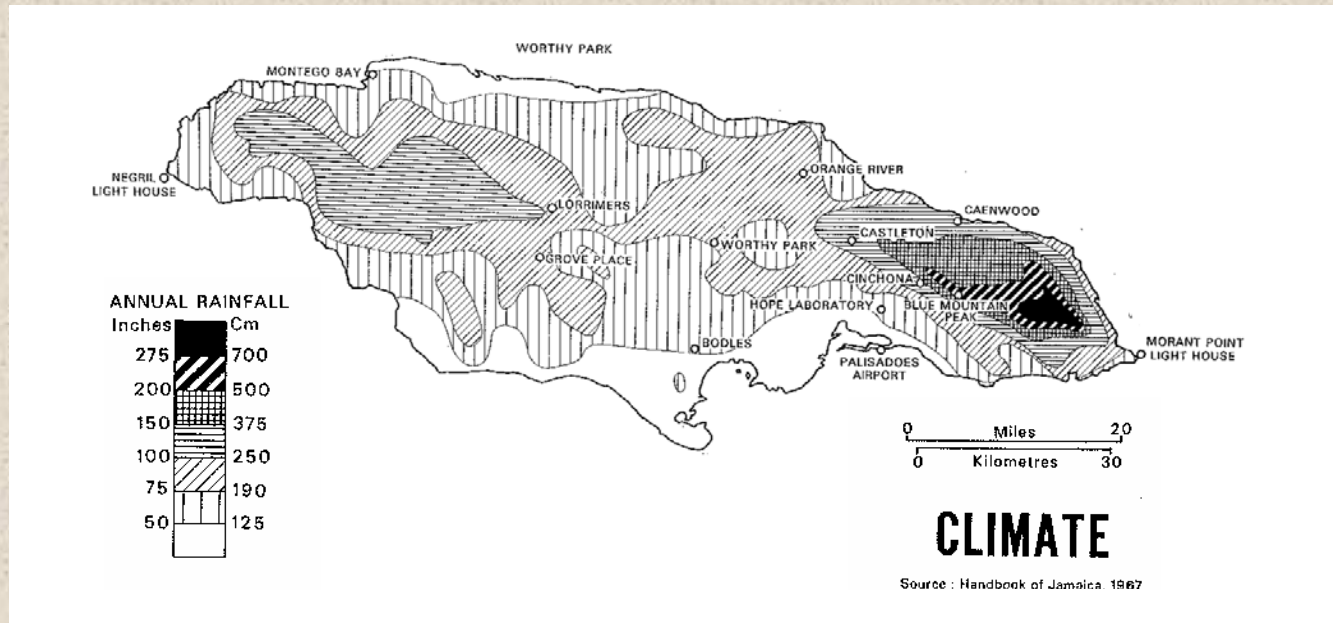 WORTHY PARK
MONTEGO BAY
NEGRIL
LIGHT HOUSE
ORANGE RIVER
LORRIMERS
CAENWOOD
CASTLETON
WORTHY PARK
GROVE PLACE
CINCHONA
HOPE LABORATORY
BLUE MOUNTAIN
PEAK
BODLES
PALISADOES
AIRPORT
MORANT POINT
LIGHT HOUSE
ANNUAL RAINFALL
Inches Cm
275 700
200 500
150 375
100 250
75 190
50 125
0 Miles 20
0 Kilometres 30
CLIMATE
Source : Handbook of Jamaica, 1967